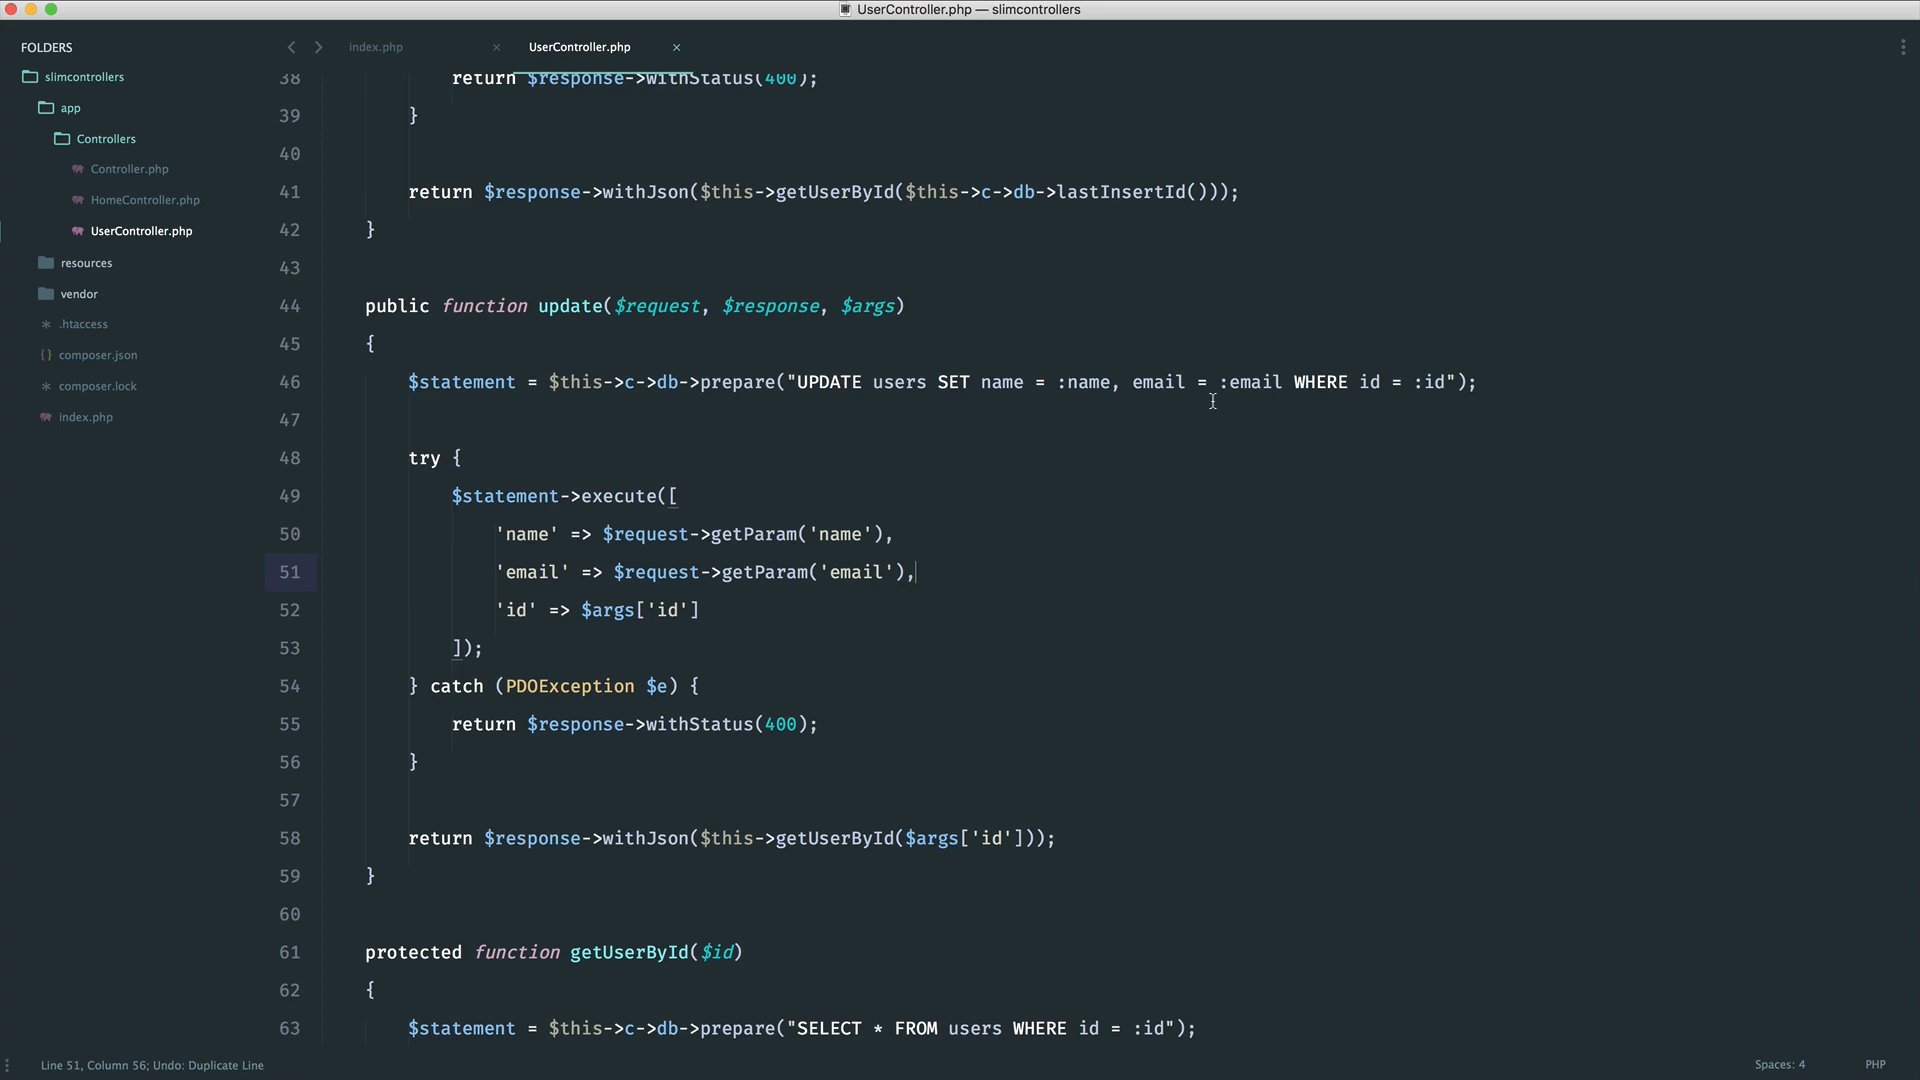 UserController.php — slimcontrollers
FOLDERS
slimcontrollers
app
Controllers
Controller.php
HomeController.php
UserController.php
resources
vendor
.htaccess
composer.json
composer.lock
index.php
index.php
UserController.php
38 return $response->withStatus(400);
39 }
40
41 return $response->withJson($this->getUserById($this->c->db->lastInsertId()));
42 }
43
44 public function update($request, $response, $args)
45 {
46 $statement = $this->c->db->prepare("UPDATE users SET name = :name, email = :email WHERE id = :id");
47
48 try {
49 $statement->execute([
50 'name' => $request->getParam('name'),
51 'email' => $request->getParam('email'),
52 'id' => $args['id']
53 ]);
54 } catch (PDOException $e) {
55 return $response->withStatus(400);
56 }
57
58 return $response->withJson($this->getUserById($args['id']));
59 }
60
61 protected function getUserById($id)
62 {
63 $statement = $this->c->db->prepare("SELECT * FROM users WHERE id = :id");
Line 51, Column 56; Undo: Duplicate Line
Spaces: 4
PHP